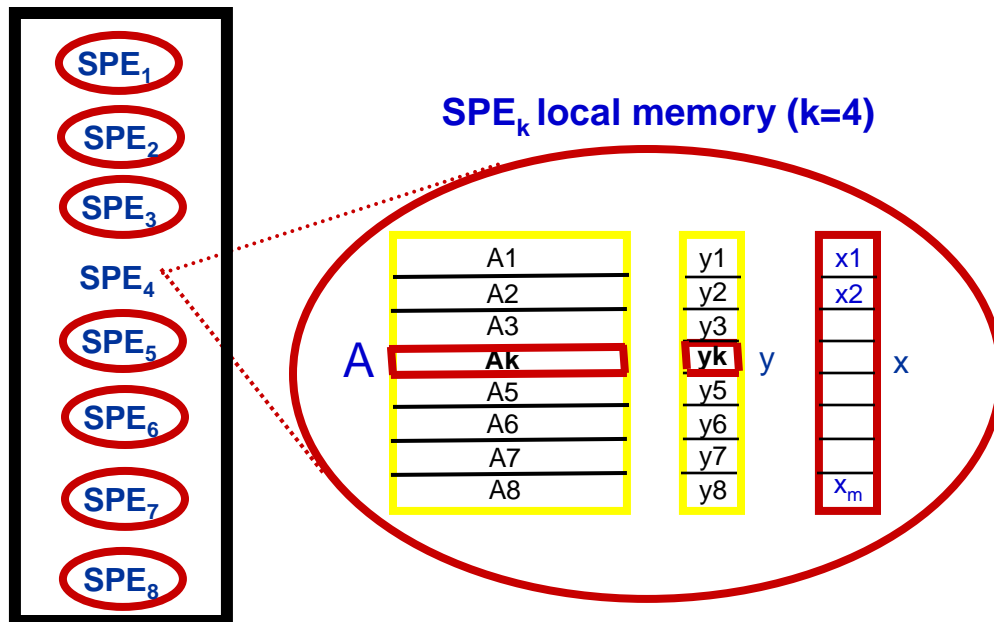 SPE₁
SPE₂
SPE₃
SPE₄
SPE₅
SPE₆
SPE₇
SPE₈
SPEₖ local memory (k=4)
A
A1
A2
A3
Ak
A5
A6
A7
A8
y1
y2
y3
yk
y5
y6
y7
y8
y
x1
x2
xₘ
x